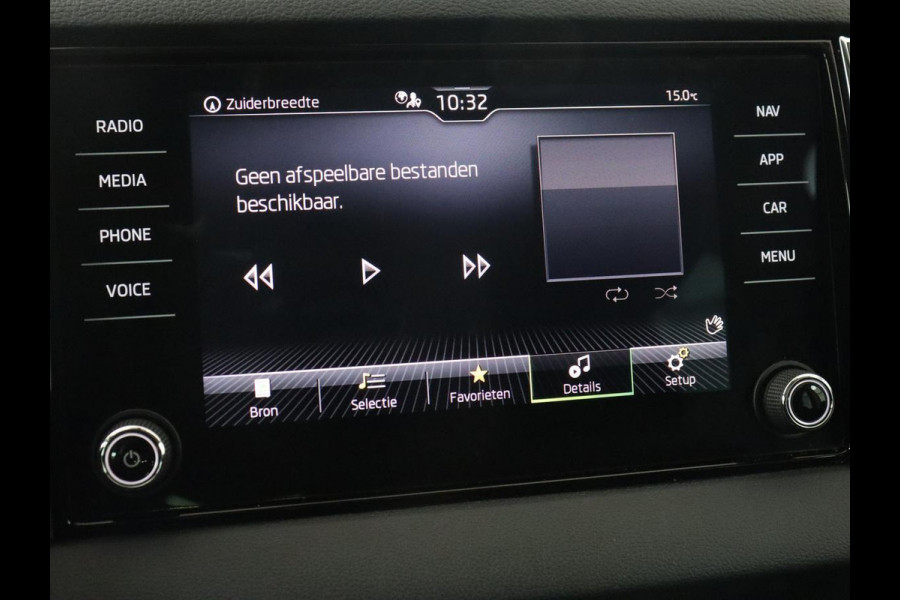 Zuiderbreedte 10:32 15.0°C
RADIO
MEDIA
PHONE
VOICE
Geen afspeelbare bestanden
beschikbaar.
Bron Selectie Favorieten Details Setup
NAV
APP
CAR
MENU